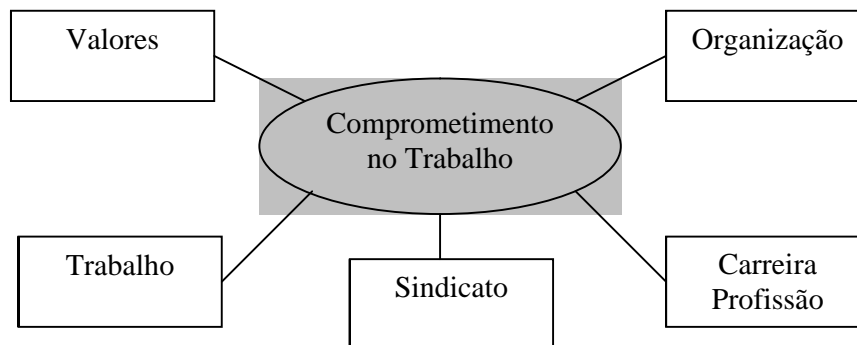 Valores
Organização
Comprometimento
no Trabalho
Trabalho
Sindicato
Carreira
Profissão